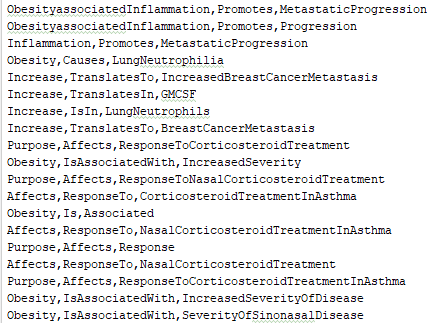 ObesityassociatedInflammation,Promotes,MetastaticProgression
ObesityassociatedInflammation,Promotes,Progression
Inflammation,Promotes,MetastaticProgression
Obesity,Causes,LungNeutrophilia
Increase,TranslatesTo,IncreasedBreastCancerMetastasis
Increase,TranslatesIn,GMCSF
Increase,IsIn,LungNeutrophils
Increase,TranslatesTo,BreastCancerMetastasis
Purpose,Affects,ResponseToCorticosteroidTreatment
Obesity,IsAssociatedWith,IncreasedSeverity
Purpose,Affects,ResponseToNasalCorticosteroidTreatment
Affects,ResponseTo,CorticosteroidTreatmentInAsthma
Obesity,Is,Associated
Affects,ResponseTo,NasalCorticosteroidTreatmentInAsthma
Purpose,Affects,Response
Affects,ResponseTo,NasalCorticosteroidTreatment
Purpose,Affects,ResponseToCorticosteroidTreatmentInAsthma
Obesity,IsAssociatedWith,IncreasedSeverityOfDisease
Obesity,IsAssociatedWith,SeverityOfSinonasalDisease